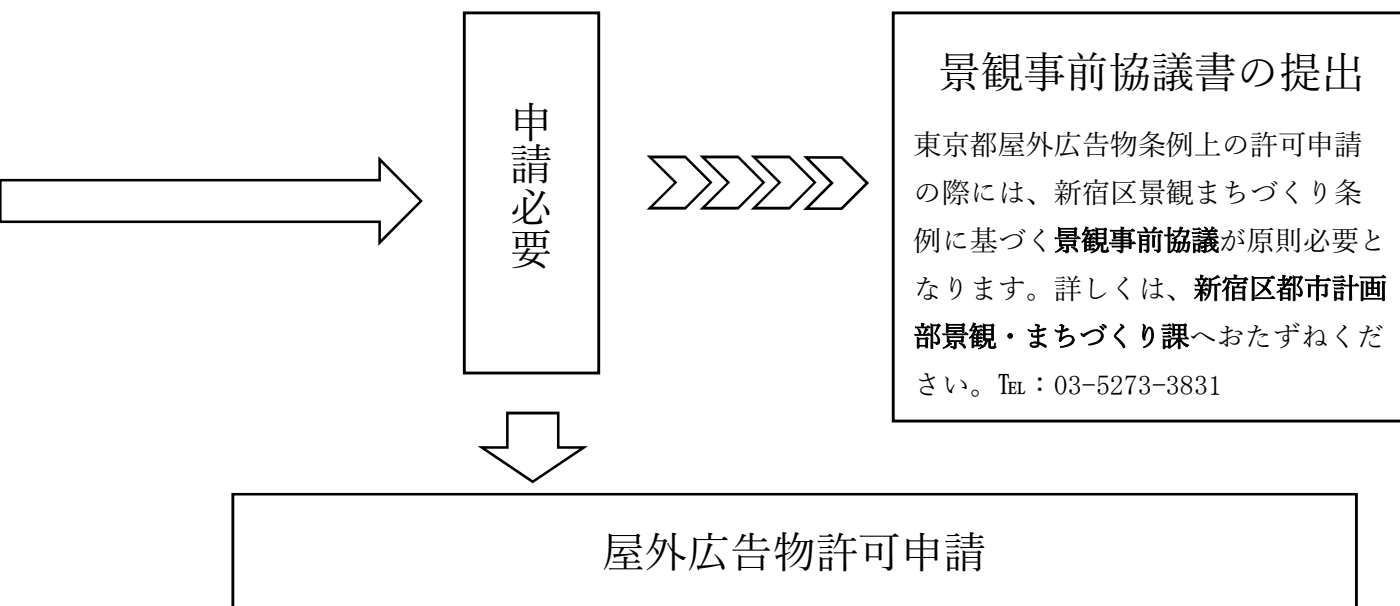 申請必要
景観事前協議書の提出
東京都屋外広告物条例上の許可申請
の際には、新宿区景観まちづくり条
例に基づく景観事前協議が原則必要と
なります。詳しくは、新宿区都市計画
部景観・まちづくり課へおたずねくだ
さい。℡：03-5273-3831
屋外広告物許可申請